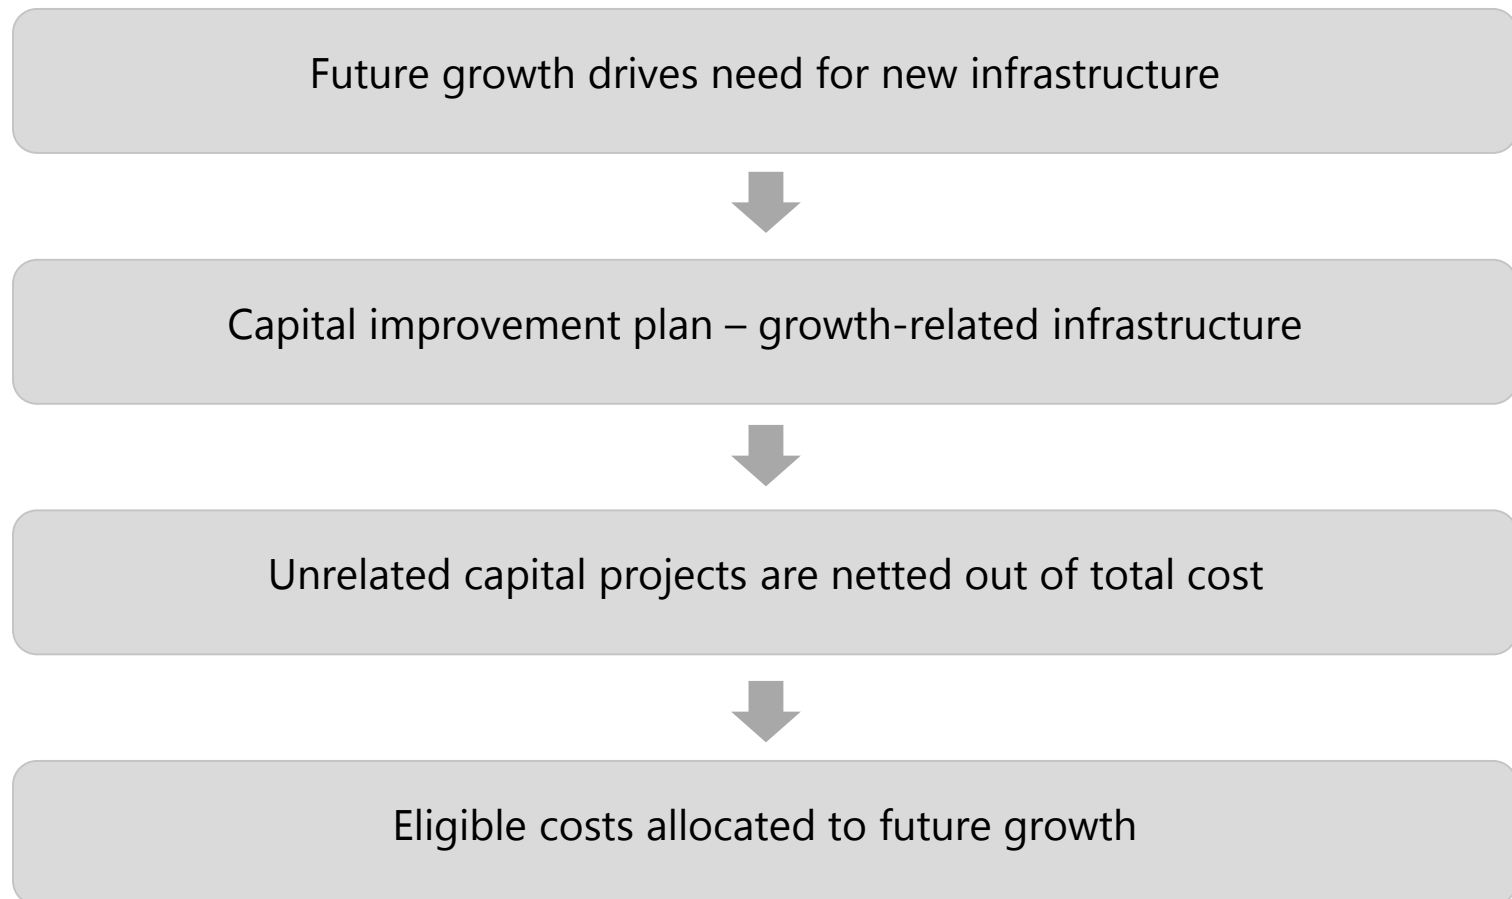 Future growth drives need for new infrastructure
Capital improvement plan – growth-related infrastructure
Unrelated capital projects are netted out of total cost
Eligible costs allocated to future growth